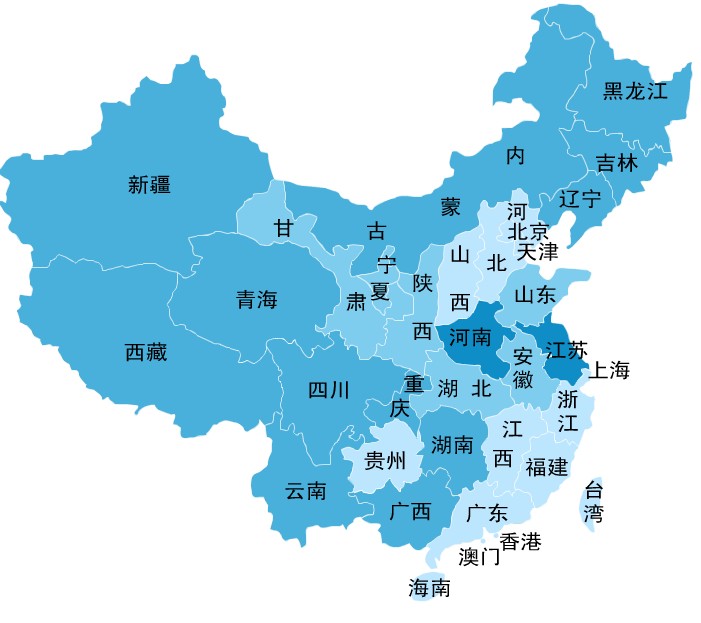 黑龙江
吉林
辽宁
内
蒙
古
新疆
甘
肃
宁
夏
青海
西藏
陕
西
山
西
河
北
北京
天津
山东
河南
江苏
安
徽
上海
四川
重
庆
湖 北
浙
江
湖南
江
西
贵州
福建
云南
广西
广东
台
湾
香港
澳门
海南